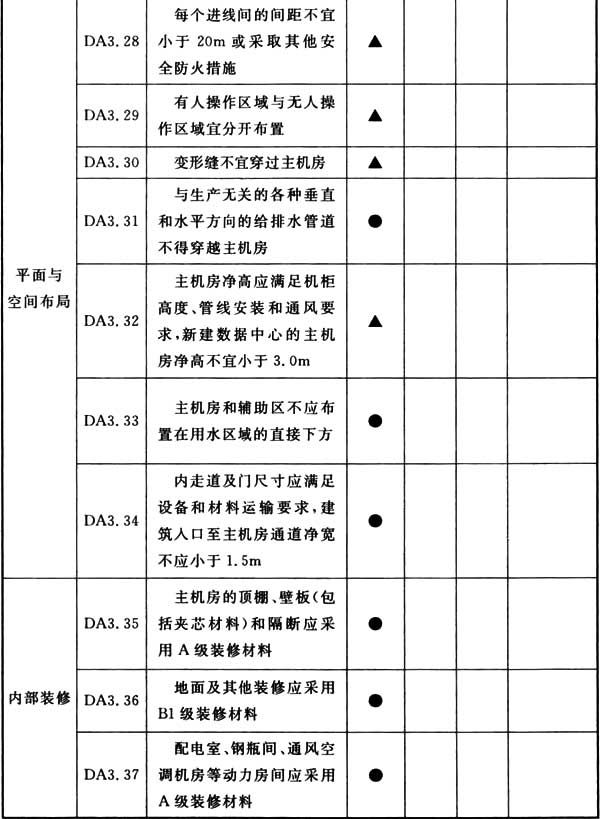 每个进线间的间距不宜
DA3.28
小于 20m 或采取其他安
▲
全防火措施
有人操作区域与无人操
DA3.29
▲
作区域宜分开布置
DA3.30
变形缝不宜穿过主机房
▲
与生产无关的各种垂直
DA3.31
和水平方向的给排水管道
●
不得穿越主机房
平面与
空间布局
主机房净高应满足机柜
高度、管线安装和通风要
DA3.32
▲
求,新建数据中心的主机
房净高不宜小于 3.0m
主机房和辅助区不应布
DA3.33
●
置在用水区域的直接下方
内走道及门尺寸应满足
设备和材料运输要求,建
DA3.34
●
筑入口至主机房通道净宽
不应小于 1.5m
主机房的顶棚、壁板(包
DA3.35
括夹芯材料)和隔断应采
●
用 A 级装修材料
内部装修
地面及其他装修应采用
DA3.36
●
B1 级装修材料
配电室、钢瓶间、通风空
DA3.37
调机房等动力房间应采用
●
A 级装修材料